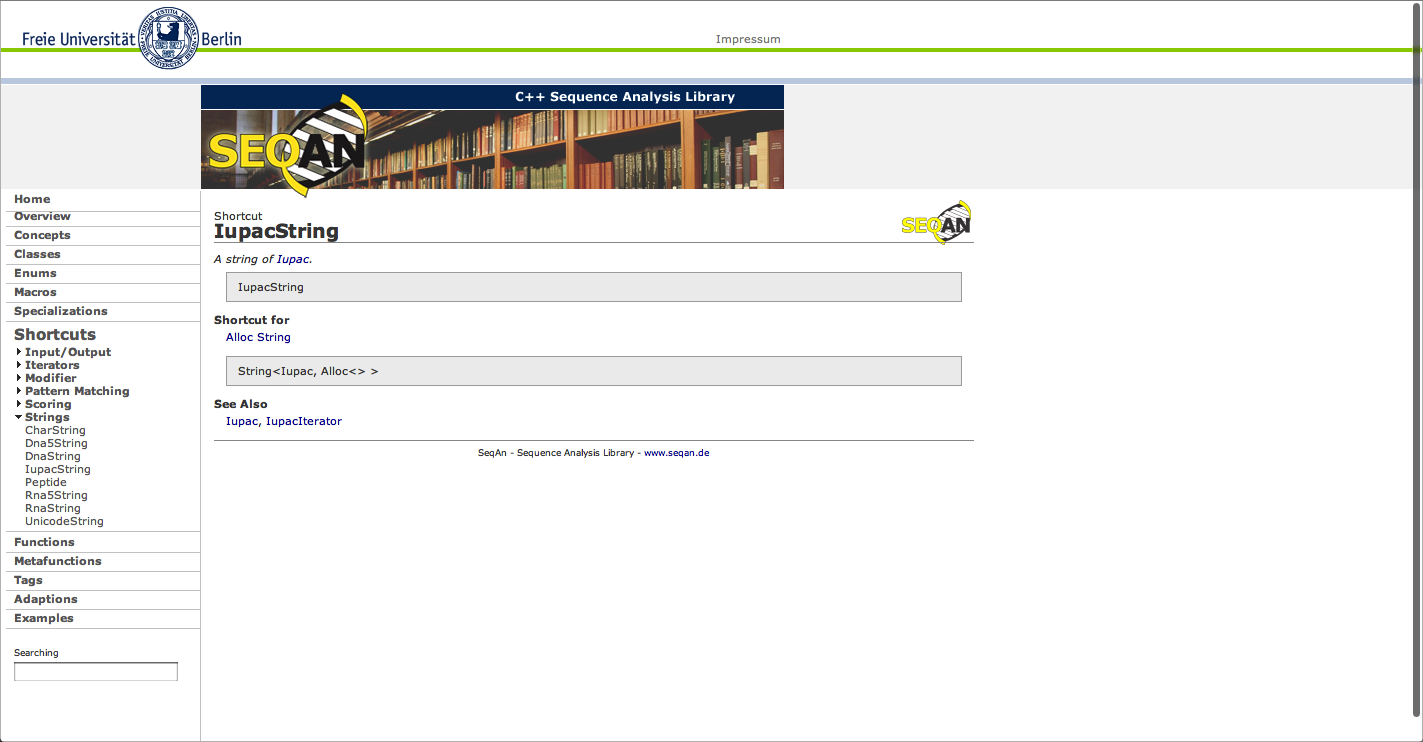 Freie Universität Berlin
Impressum
C++ Sequence Analysis Library
SEQAN
Home
Overview
Concepts
Classes
Enums
Macros
Specializations
Shortcuts
Input/Output
Iterators
Modifier
Pattern Matching
Scoring
Strings
CharString
Dna5String
DnaString
IupacString
Peptide
Rna5String
RnaString
UnicodeString
Functions
Metafunctions
Tags
Adaptions
Examples
Searching
Shortcut
IupacString
SEQAN
A string of Iupac.
IupacString
Shortcut for
Alloc String
String<Iupac, Alloc<> >
See Also
Iupac, IupacIterator
SeqAn - Sequence Analysis Library - www.seqan.de